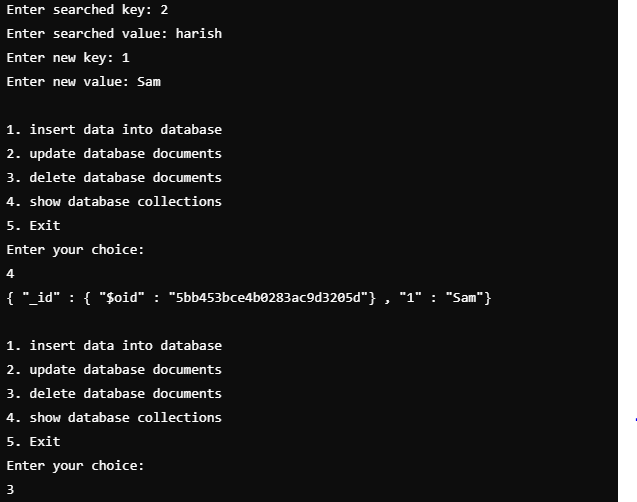 Enter searched key: 2
Enter searched value: harish
Enter new key: 1
Enter new value: Sam
1. insert data into database
2. update database documents
3. delete database documents
4. show database collections
5. Exit
Enter your choice:
4
{ "_id" : { "$oid" : "5bb453bce4b0283ac9d3205d"} , "1" : "Sam"}
1. insert data into database
2. update database documents
3. delete database documents
4. show database collections
5. Exit
Enter your choice:
3